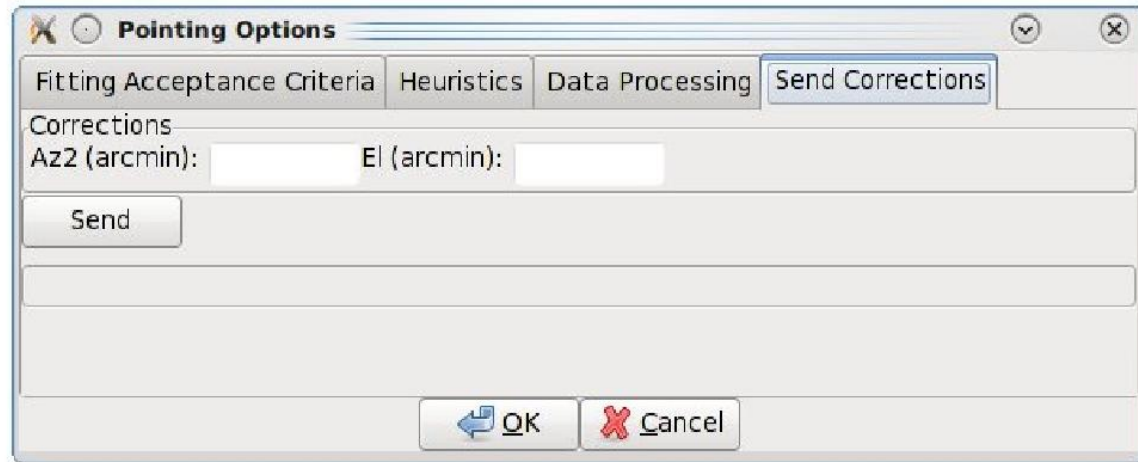 Pointing Options
Fitting Acceptance Criteria Heuristics Data Processing Send Corrections
Corrections
Az2 (arcmin): El (arcmin):
Send
OK Cancel